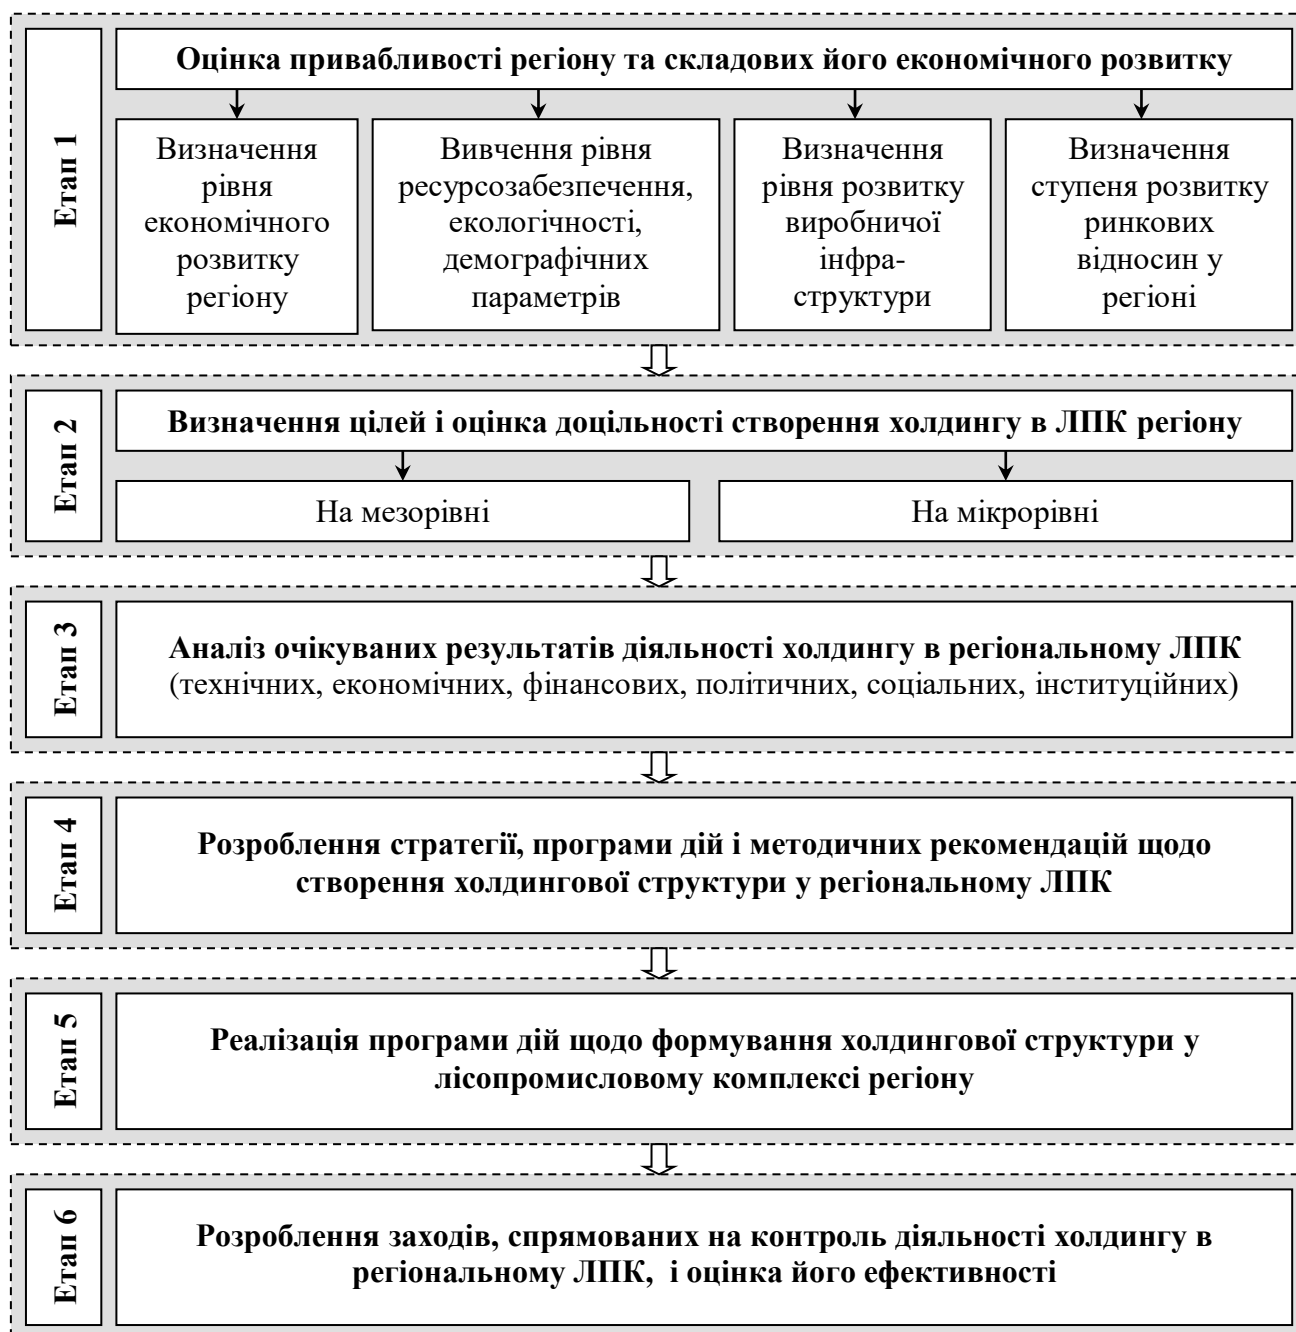 Етап 1
Оцінка привабливості регіону та складових його економічного розвитку
Визначення
рівня
економічного
розвитку
регіону
Вивчення рівня
ресурсозабезпечення,
екологічності,
демографічних
параметрів
Визначення
рівня розвитку
виробничої
інфра-
структури
Визначення
ступеня розвитку
ринкових
відносин у
регіоні
Етап 2
Визначення цілей і оцінка доцільності створення холдингу в ЛПК регіону
На мезорівні
На мікрорівні
Етап 3
Аналіз очікуваних результатів діяльності холдингу в регіональному ЛПК
(технічних, економічних, фінансових, політичних, соціальних, інституційних)
Етап 4
Розроблення стратегії, програми дій і методичних рекомендацій щодо
створення холдингової структури у регіональному ЛПК
Етап 5
Реалізація програми дій щодо формування холдингової структури у
лісопромисловому комплексі регіону
Етап 6
Розроблення заходів, спрямованих на контроль діяльності холдингу в
регіональному ЛПК, і оцінка його ефективності